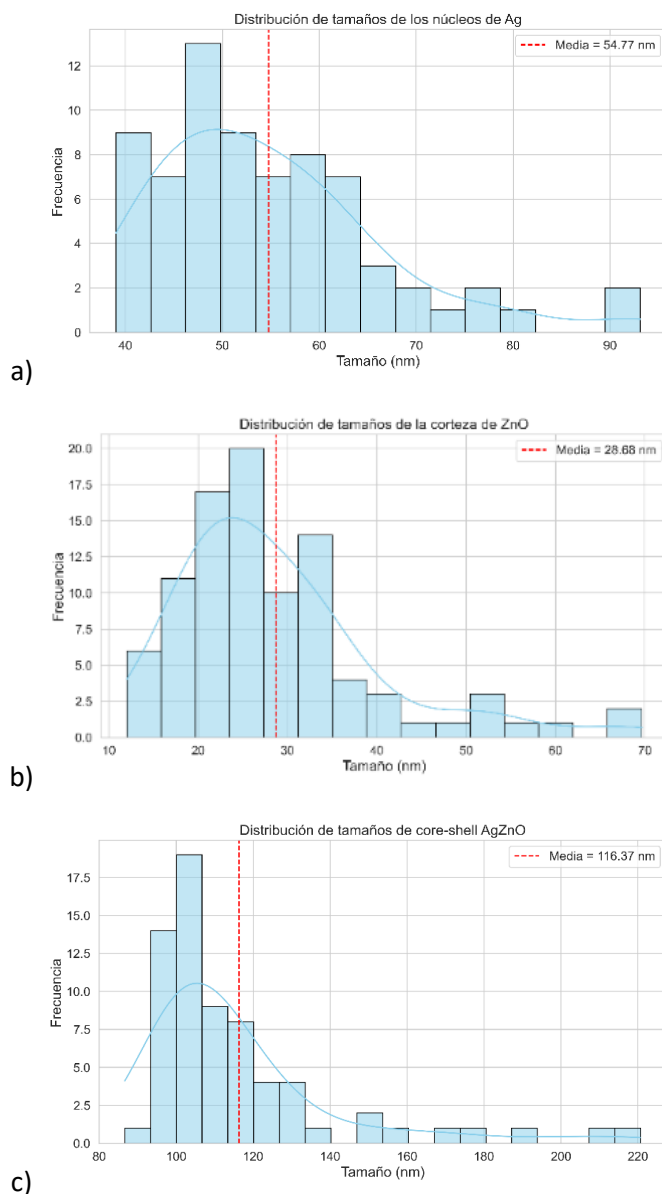 Distribución de tamaños de los núcleos de Ag
Media = 54.77 nm
12
10
8
6
4
2
0
Frecuencia
40 50 60 70 80 90
Tamaño (nm)
a)
Distribución de tamaños de la corteza de ZnO
Media = 28.68 nm
20.0
17.5
15.0
12.5
10.0
7.5
5.0
2.5
0.0
Frecuencia
10 20 30 40 50 60 70
Tamaño (nm)
b)
Distribución de tamaños de core-shell AgZnO
Media = 116.37 nm
17.5
15.0
12.5
10.0
7.5
5.0
2.5
0.0
Frecuencia
80 100 120 140 160 180 200 220
Tamaño (nm)
c)